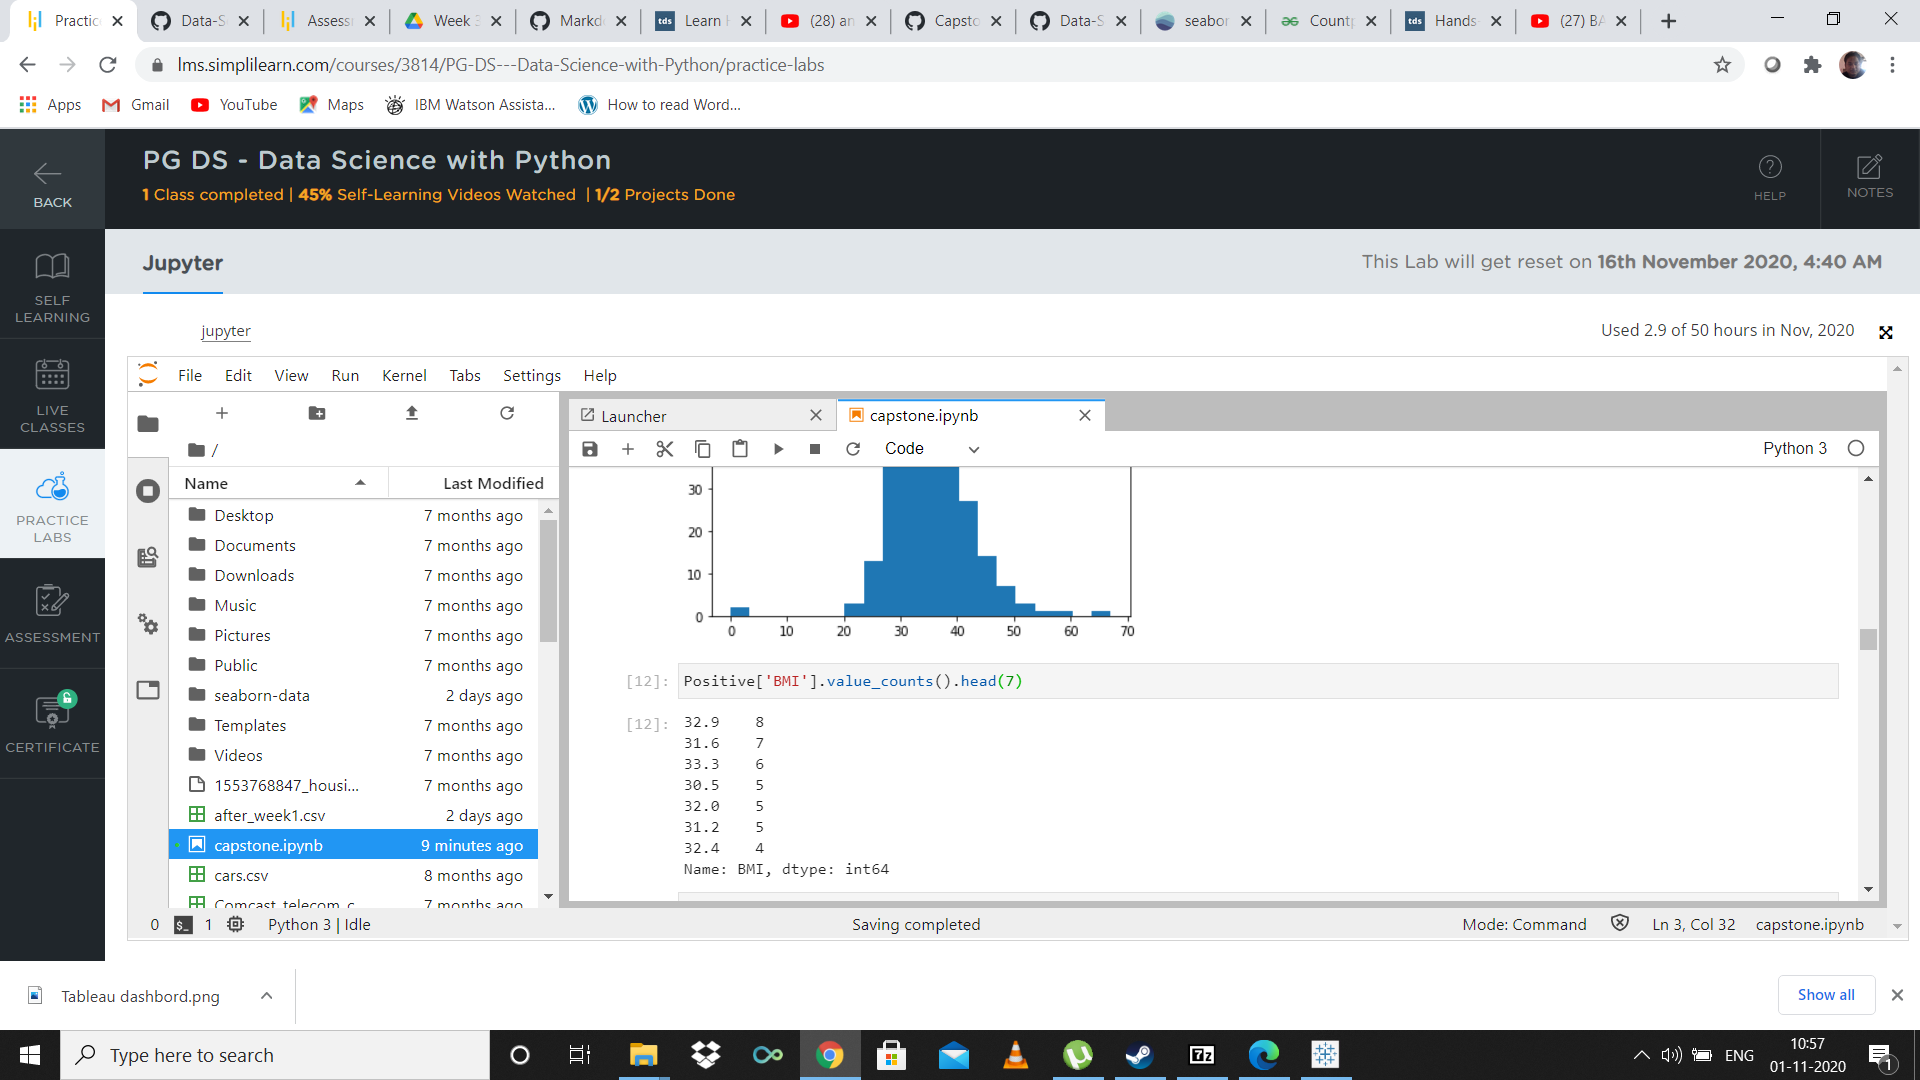 Practic
Data-S
Assess
Week 3
Markd
Learn
(28) an
Capsto
Data-S
seabor
Count
Hands
(27) BA
lms.simplilearn.com/courses/3814/PG-DS---Data-Science-with-Python/practice-labs
Apps Gmail YouTube Maps IBM Watson Assista... How to read Word...
BACK
PG DS - Data Science with Python
1 Class completed | 45% Self-Learning Videos Watched | 1/2 Projects Done
HELP
NOTES
SELF
LEARNING
LIVE
CLASSES
PRACTICE
LABS
ASSESSMENT
CERTIFICATE
Jupyter
This Lab will get reset on 16th November 2020, 4:40 AM
jupyter
Used 2.9 of 50 hours in Nov, 2020
File Edit View Run Kernel Tabs Settings Help
/
Name Last Modified
Desktop 7 months ago
Documents 7 months ago
Downloads 7 months ago
Music 7 months ago
Pictures 7 months ago
Public 7 months ago
seaborn-data 2 days ago
Templates 7 months ago
Videos 7 months ago
1553768847_housi... 7 months ago
after_week1.csv 2 days ago
capstone.ipynb 9 minutes ago
cars.csv 8 months ago
Comcast_telecom_c 7 months ago
Launcher
capstone.ipynb
Code
Python 3
30
20
10
0
0 10 20 30 40 50 60 70
[12]: Positive['BMI'].value_counts().head(7)
[12]: 32.9 8
31.6 7
33.3 6
30.5 5
32.0 5
31.2 5
32.4 4
Name: BMI, dtype: int64
0 $_ 1 Python 3 | Idle
Saving completed
Mode: Command Ln 3, Col 32 capstone.ipynb
Tableau dashbord.png
Show all
Type here to search
7z
ENG
10:57
01-11-2020
1